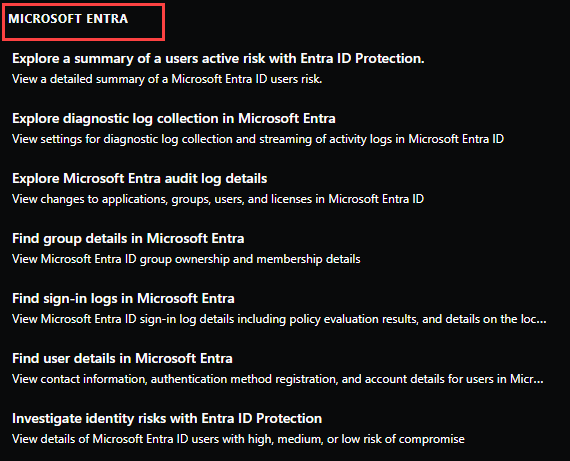 MICROSOFT ENTRA
Explore a summary of a users active risk with Entra ID Protection.
View a detailed summary of a Microsoft Entra ID users risk.
Explore diagnostic log collection in Microsoft Entra
View settings for diagnostic log collection and streaming of activity logs in Microsoft Entra ID
Explore Microsoft Entra audit log details
View changes to applications, groups, users, and licenses in Microsoft Entra ID
Find group details in Microsoft Entra
View Microsoft Entra ID group ownership and membership details
Find sign-in logs in Microsoft Entra
View Microsoft Entra ID sign-in log details including policy evaluation results, and details on the loc...
Find user details in Microsoft Entra
View contact information, authentication method registration, and account details for users in Micr...
Investigate identity risks with Entra ID Protection
View details of Microsoft Entra ID users with high, medium, or low risk of compromise